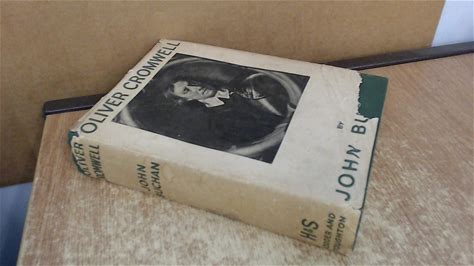 OLIVER CROMWELL
BY
JOHN BU
OLIVER
CROMWELL
JOHN
BUCHAN
H&S
HODDER AND
STOUGHTON